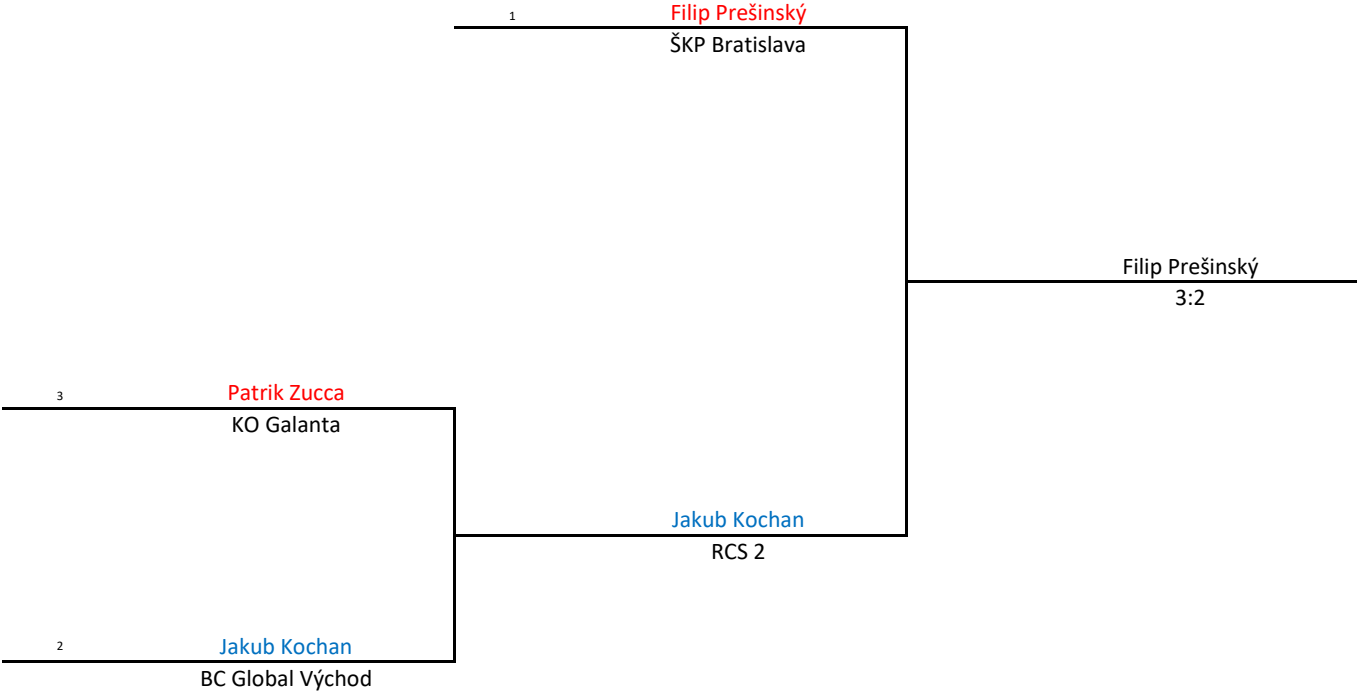 1
Filip Prešinský
ŠKP Bratislava
Filip Prešinský
3:2
3
Patrik Zucca
KO Galanta
Jakub Kochan
RCS 2
2
Jakub Kochan
BC Global Východ